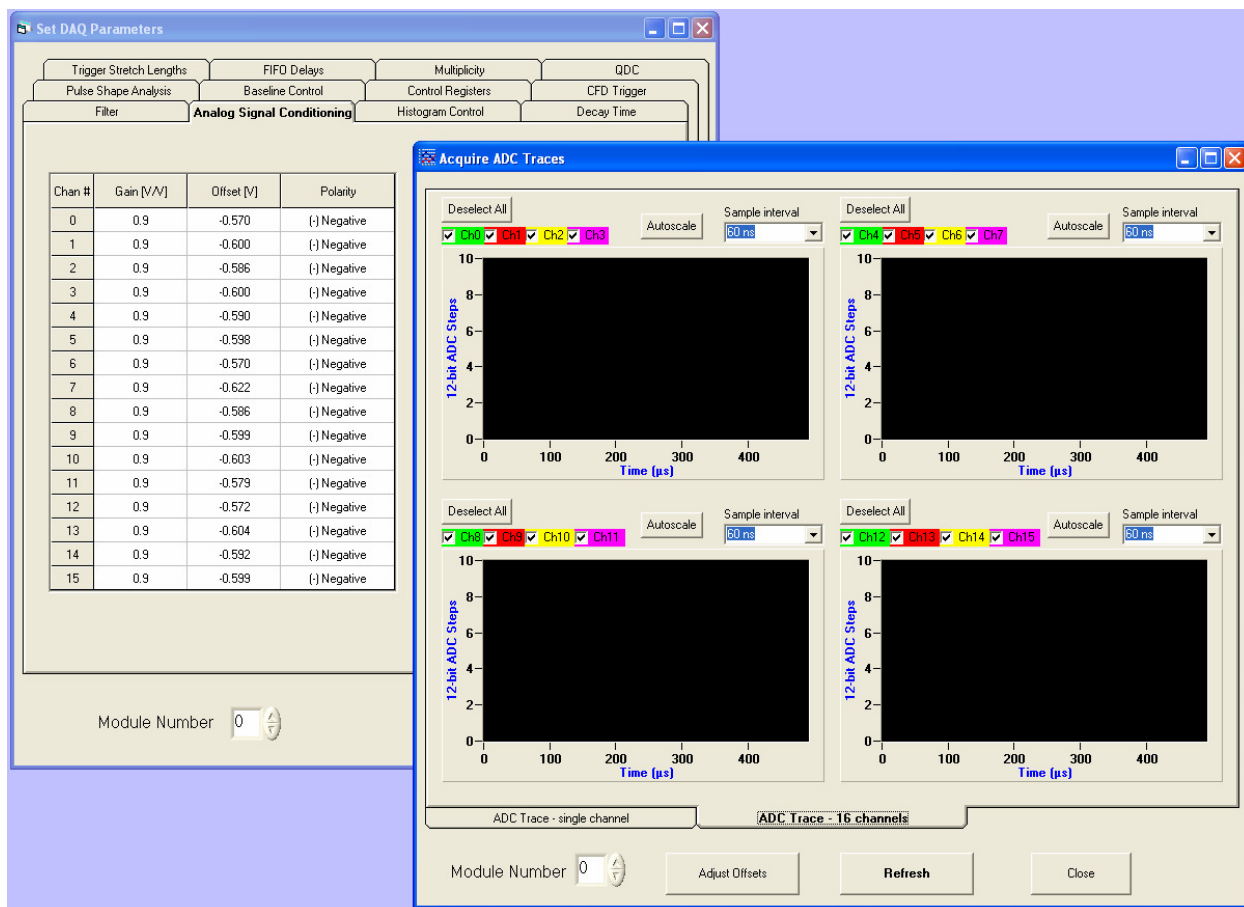 Set DAQ Parameters
Trigger Stretch Lengths FIFO Delays Multiplicity QDC
Pulse Shape Analysis Baseline Control Control Registers CFD Trigger
Filter Analog Signal Conditioning Histogram Control Decay Time
Chan # Gain [V/V] Offset [V] Polarity
0 0.9 -0.570 (-) Negative
1 0.9 -0.600 (-) Negative
2 0.9 -0.586 (-) Negative
3 0.9 -0.600 (-) Negative
4 0.9 -0.590 (-) Negative
5 0.9 -0.598 (-) Negative
6 0.9 -0.570 (-) Negative
7 0.9 -0.622 (-) Negative
8 0.9 -0.586 (-) Negative
9 0.9 -0.599 (-) Negative
10 0.9 -0.603 (-) Negative
11 0.9 -0.579 (-) Negative
12 0.9 -0.572 (-) Negative
13 0.9 -0.604 (-) Negative
14 0.9 -0.592 (-) Negative
15 0.9 -0.599 (-) Negative
Module Number 0
Acquire ADC Traces
Deselect All
Autoscale
Sample interval
Ch0 Ch1 Ch2 Ch3
60 ns
10
8
6
4
2
0
12-bit ADC Steps
0 100 200 300 400
Time (µs)
Deselect All
Autoscale
Sample interval
Ch4 Ch5 Ch6 Ch7
60 ns
10
8
6
4
2
0
12-bit ADC Steps
0 100 200 300 400
Time (µs)
Deselect All
Autoscale
Sample interval
Ch8 Ch9 Ch10 Ch11
60 ns
10
8
6
4
2
0
12-bit ADC Steps
0 100 200 300 400
Time (µs)
Deselect All
Autoscale
Sample interval
Ch12 Ch13 Ch14 Ch15
60 ns
10
8
6
4
2
0
12-bit ADC Steps
0 100 200 300 400
Time (µs)
ADC Trace - single channel ADC Trace - 16 channels
Module Number 0 Adjust Offsets Refresh Close